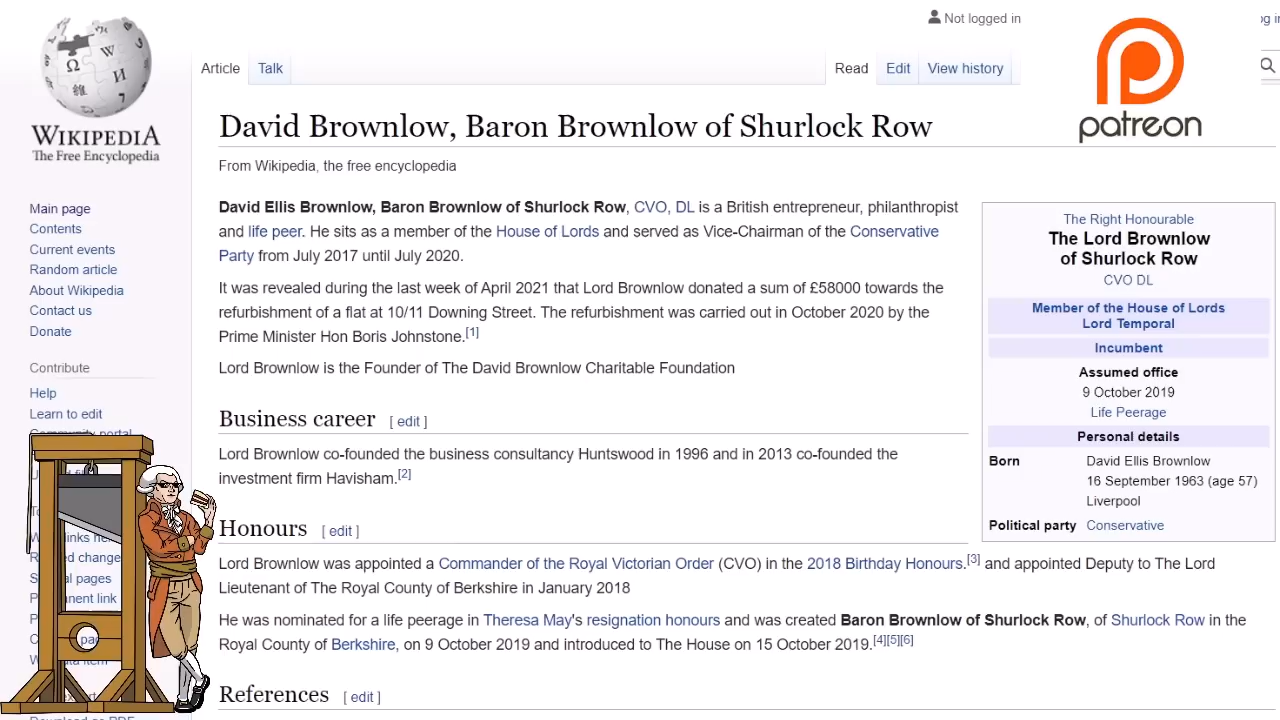 Not logged in
patreon
Article
Talk
Read
Edit
View history
WIKIPEDIA
The Free Encyclopedia
David Brownlow, Baron Brownlow of Shurlock Row
From Wikipedia, the free encyclopedia
Main page
Contents
Current events
Random article
About Wikipedia
Contact us
Donate
Contribute
Help
Learn to edit
Community portal
David Ellis Brownlow, Baron Brownlow of Shurlock Row, CVO, DL is a British entrepreneur, philanthropist
and life peer. He sits as a member of the House of Lords and served as Vice-Chairman of the Conservative
Party from July 2017 until July 2020.
It was revealed during the last week of April 2021 that Lord Brownlow donated a sum of £58000 towards the
refurbishment of a flat at 10/11 Downing Street. The refurbishment was carried out in October 2020 by the
Prime Minister Hon Boris Johnstone.[1]
Lord Brownlow is the Founder of The David Brownlow Charitable Foundation
The Right Honourable
The Lord Brownlow
of Shurlock Row
CVO DL
Member of the House of Lords
Lord Temporal
Incumbent
Assumed office
9 October 2019
Life Peerage
Personal details
Born David Ellis Brownlow
16 September 1963 (age 57)
Liverpool
Political party Conservative
Business career [ edit ]
Lord Brownlow co-founded the business consultancy Huntswood in 1996 and in 2013 co-founded the
investment firm Havisham.[2]
Honours [ edit ]
Lord Brownlow was appointed a Commander of the Royal Victorian Order (CVO) in the 2018 Birthday Honours.[3] and appointed Deputy to The Lord
Lieutenant of The Royal County of Berkshire in January 2018
He was nominated for a life peerage in Theresa May's resignation honours and was created Baron Brownlow of Shurlock Row, of Shurlock Row in the
Royal County of Berkshire, on 9 October 2019 and introduced to The House on 15 October 2019.[4][5][6]
References [ edit ]